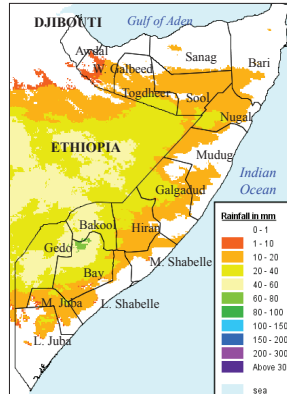 DJIBOUTI
Gulf of Aden
Awdal
Sanag
Bari
W. Galbeed
Togdheer
Sool
Nugal
ETHIOPIA
Mudug
Indian
Ocean
Galgadud
Bakool
Hiran
Gedo
Bay
M. Shabelle
M. Juba
L. Shabelle
L. Juba
Rainfall in mm
0 - 1
1 - 10
10 - 20
20 - 40
40 - 60
60 - 80
80 - 100
100 - 150
150 - 200
200 - 300
Above 30
sea